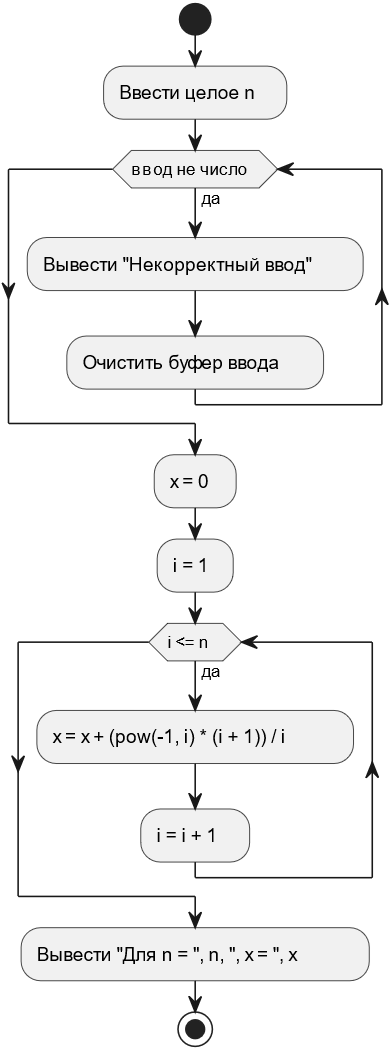 Ввести целое n
ввод не число
да
Вывести "Некорректный ввод"
Очистить буфер ввода
x = 0
i = 1
i <= n
да
x = x + (pow(-1, i) * (i + 1)) / i
i = i + 1
Вывести "Для n = ", n, ", x = ", x